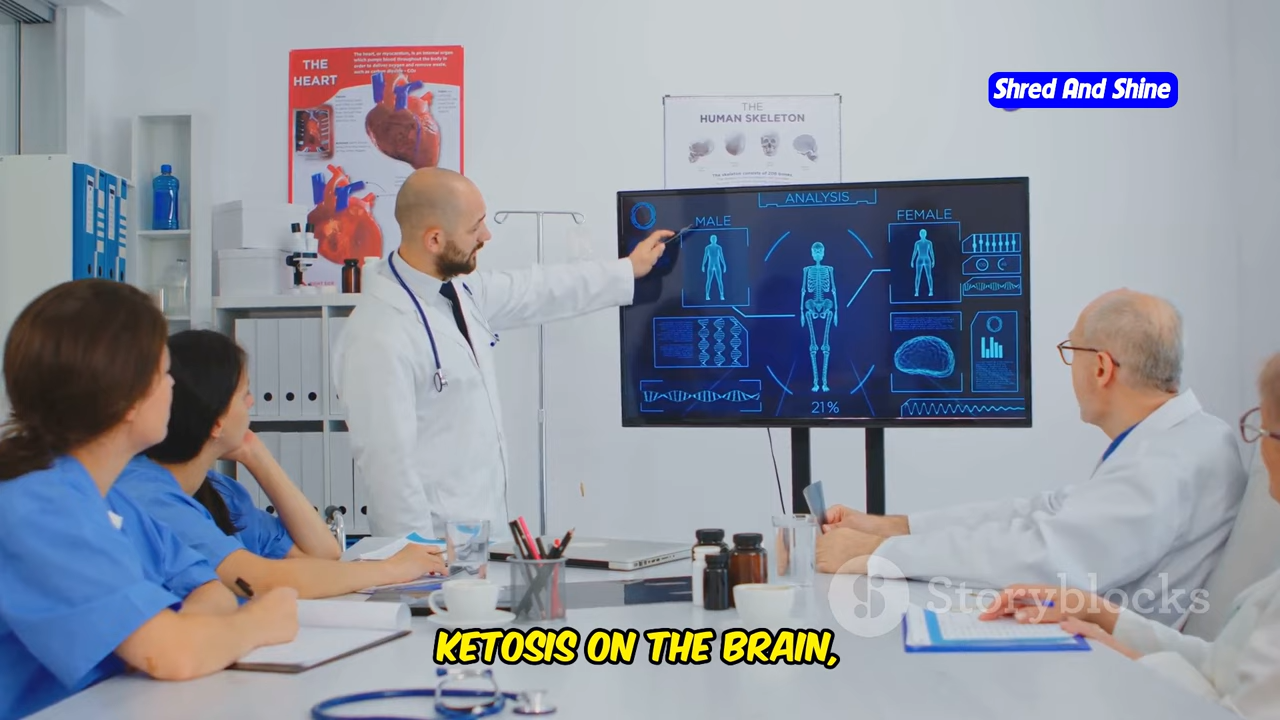 Shred And Shine
THE
HEART
THE
HUMAN SKELETON
ANALYSIS
MALE
FEMALE
21%
Storyblocks
KETOSIS ON THE BRAIN,